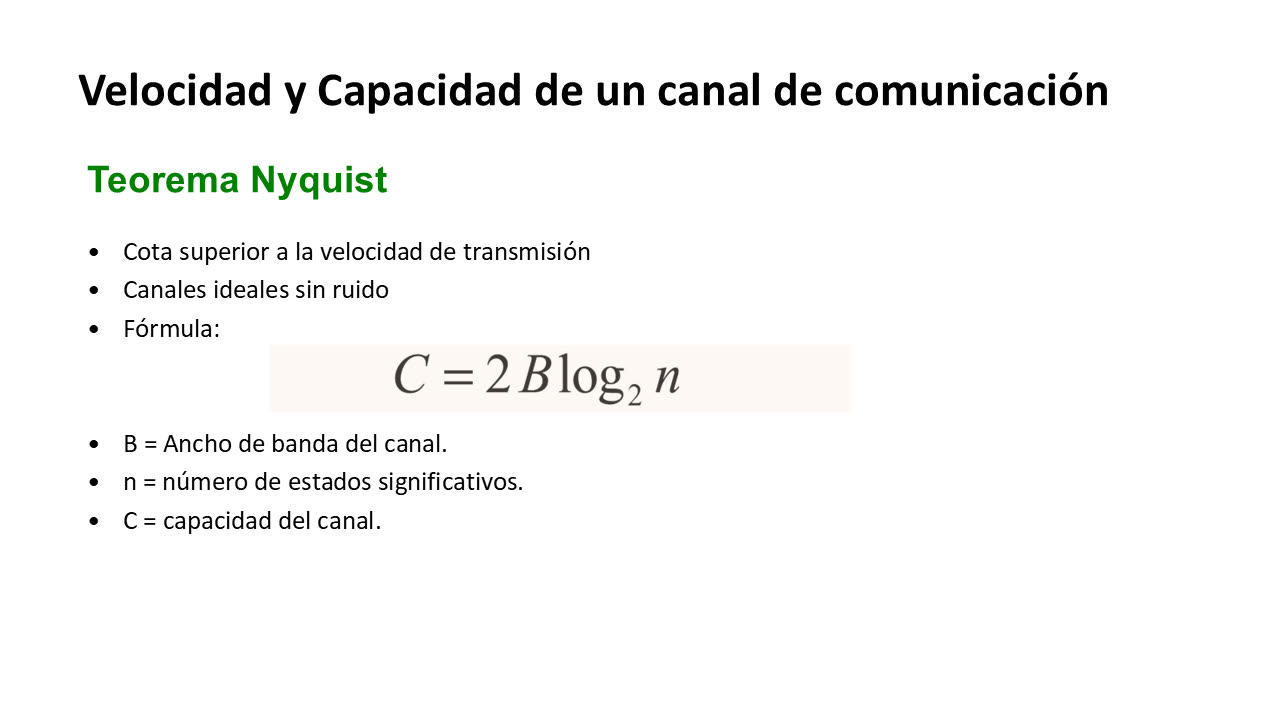 Velocidad y Capacidad de un canal de comunicación
Teorema Nyquist
• Cota superior a la velocidad de transmisión
• Canales ideales sin ruido
• Fórmula:
C = 2 B log₂ n
• B = Ancho de banda del canal.
• n = número de estados significativos.
• C = capacidad del canal.